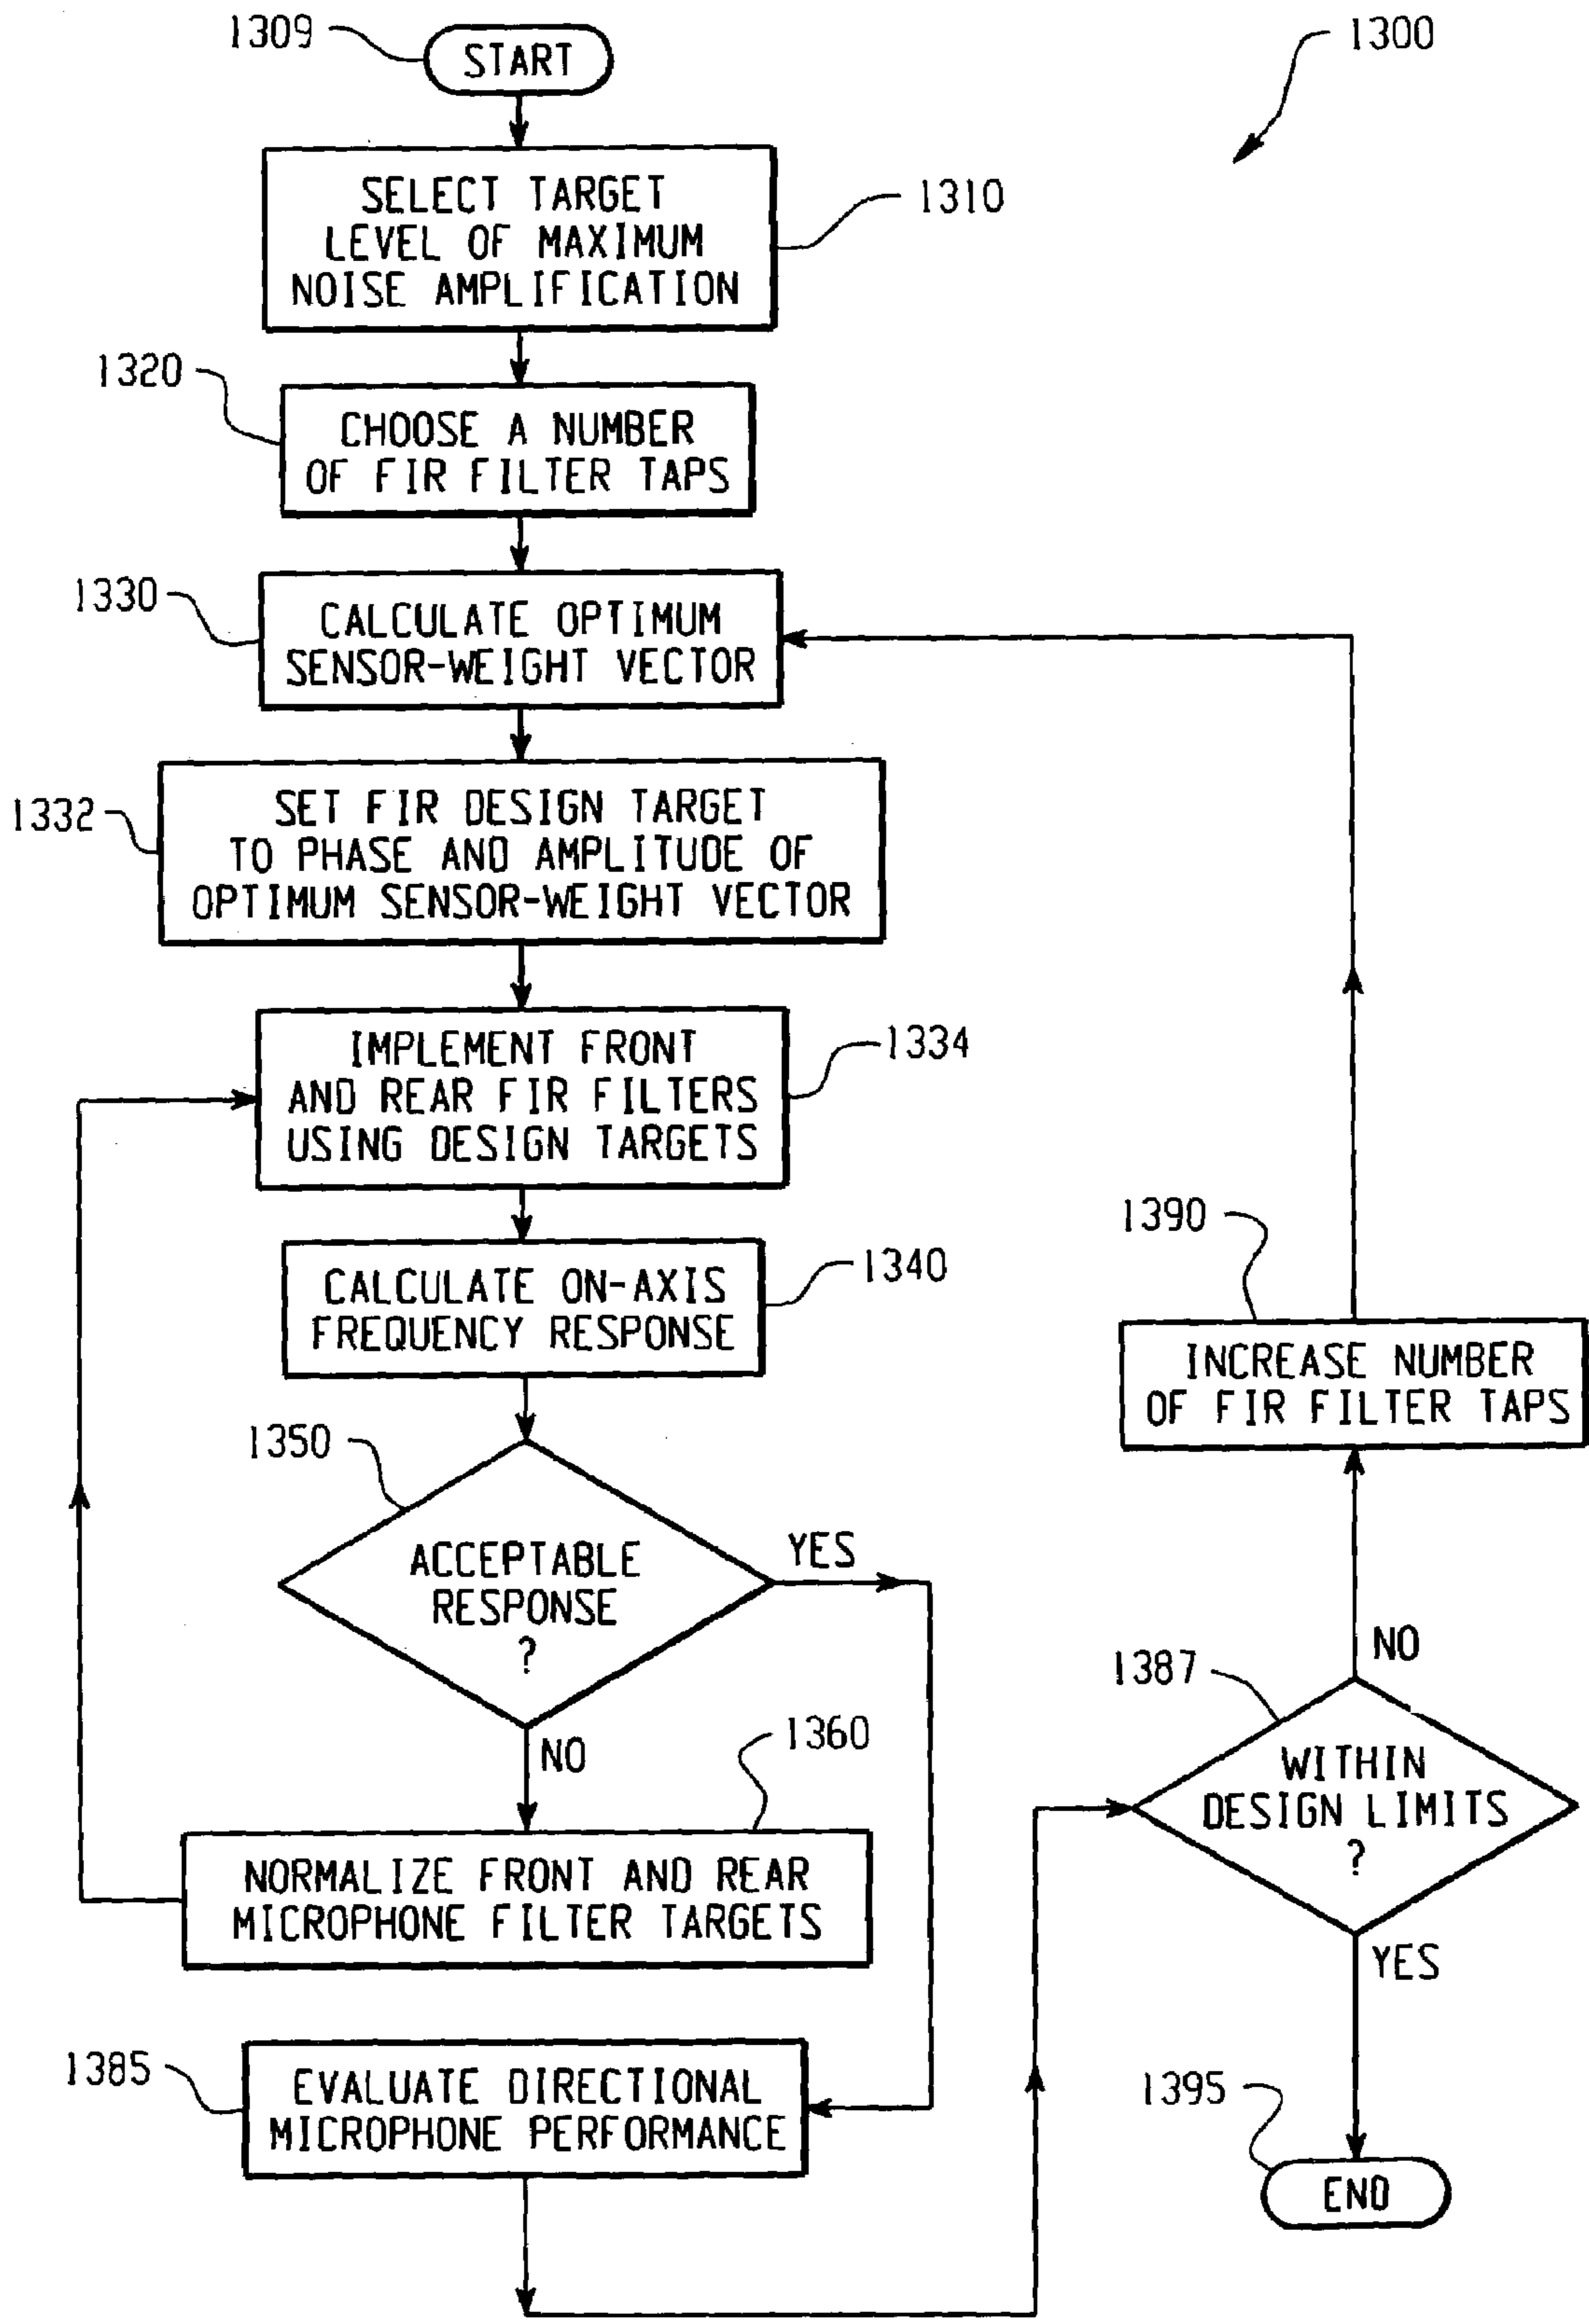 1309
START
1300
SELECT TARGET
LEVEL OF MAXIMUM
NOISE AMPLIFICATION
1310
1320
CHOOSE A NUMBER
OF FIR FILTER TAPS
1330
CALCULATE OPTIMUM
SENSOR-WEIGHT VECTOR
1332
SET FIR DESIGN TARGET
TO PHASE AND AMPLITUDE OF
OPTIMUM SENSOR-WEIGHT VECTOR
IMPLEMENT FRONT
AND REAR FIR FILTERS
USING DESIGN TARGETS
1334
CALCULATE ON-AXIS
FREQUENCY RESPONSE
1340
1350
ACCEPTABLE
RESPONSE
?
YES
NO
1360
NORMALIZE FRONT AND REAR
MICROPHONE FILTER TARGETS
1385
EVALUATE DIRECTIONAL
MICROPHONE PERFORMANCE
1390
INCREASE NUMBER
OF FIR FILTER TAPS
NO
1387
WITHIN
DESIGN LIMITS
?
YES
1395
END